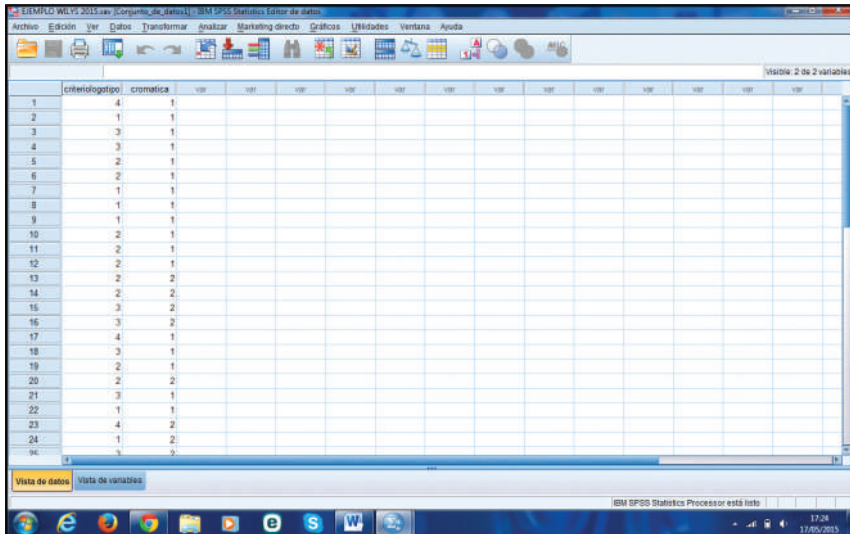 EJEMPLO WILYS 2015.sav [Conjunto_de_datos1] - IBM SPSS Statistics Editor de datos
Archivo Edición Ver Datos Transformar Analizar Marketing directo Gráficos Utilidades Ventana Ayuda
Visible: 2 de 2 variables
criteriologotipo cromatica var var var var var var var var var var
1 4 1
2 1 1
3 3 1
4 3 1
5 2 1
6 2 1
7 1 1
8 1 1
9 1 1
10 2 1
11 2 1
12 2 1
13 2 2
14 2 2
15 3 2
16 3 2
17 4 1
18 3 1
19 2 1
20 2 2
21 3 1
22 1 1
23 4 2
24 1 2
25 3 2
Vista de datos Vista de variables
IBM SPSS Statistics Processor está listo
17:24
17/05/2015